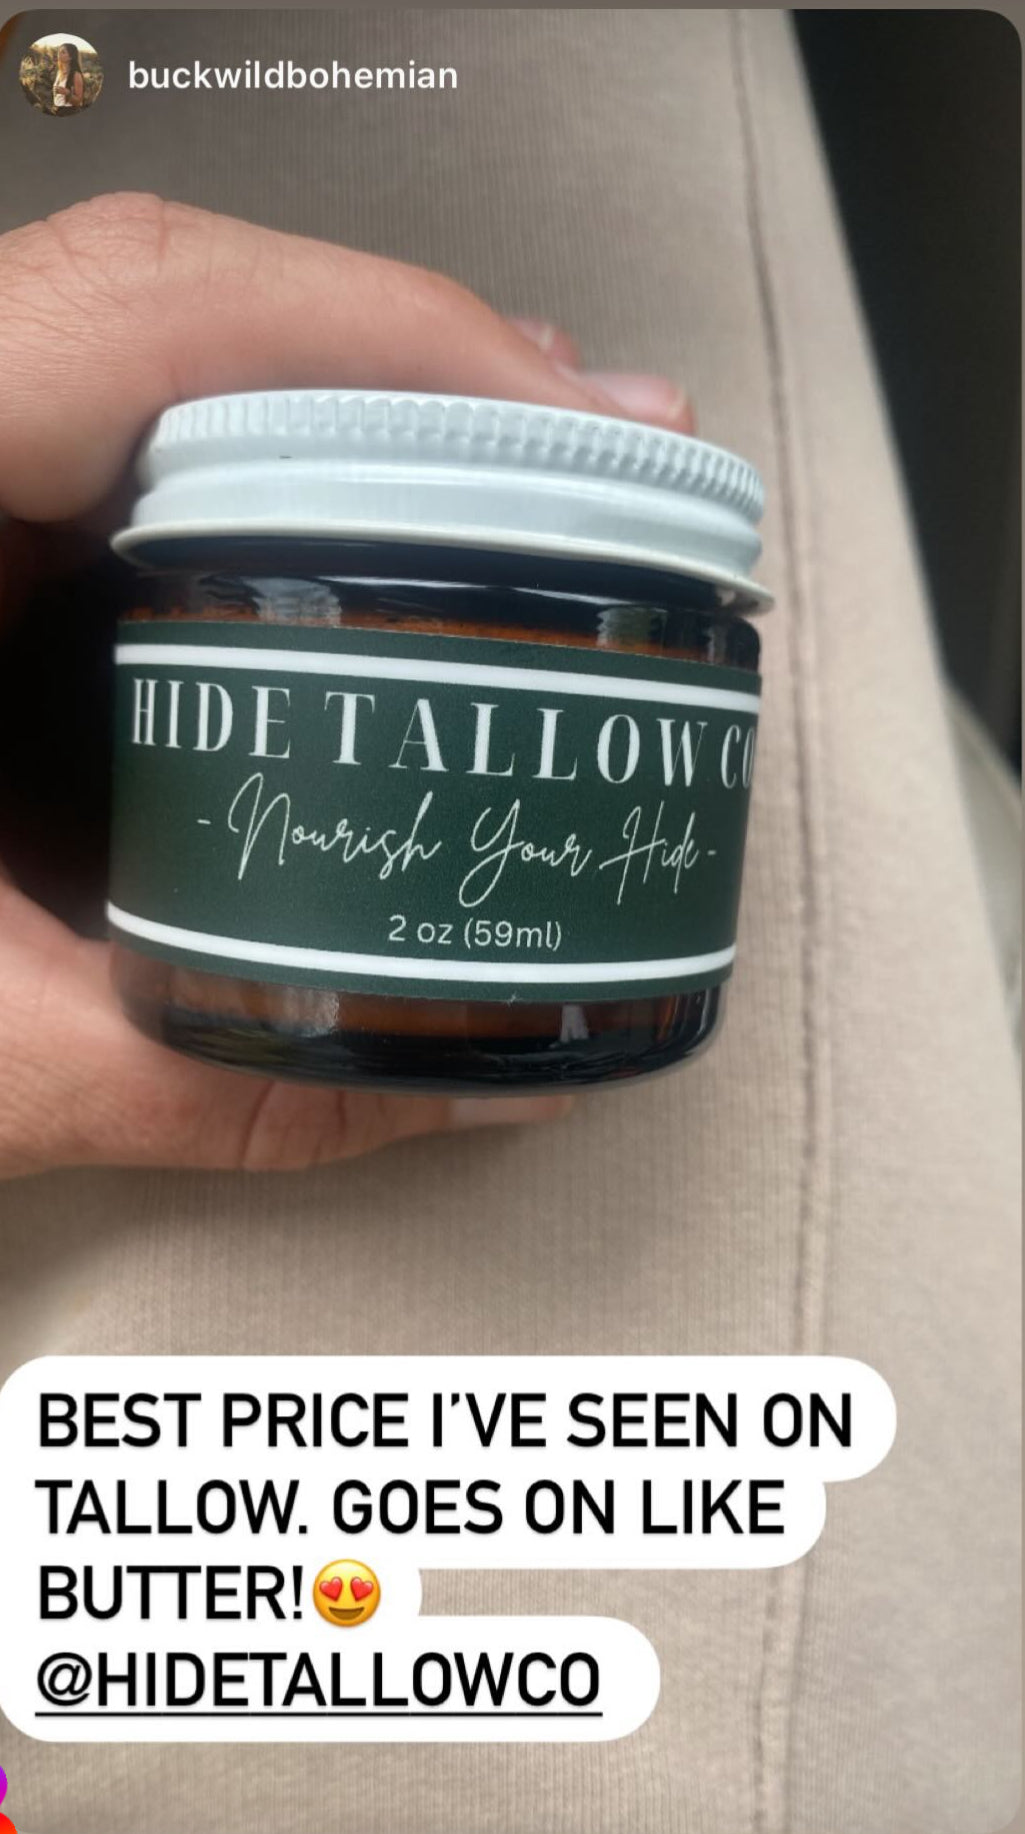 buckwildbohemian
HIDE TALLOW CO
- Nourish Your Hide -
2 oz (59ml)
BEST PRICE I'VE SEEN ON
TALLOW. GOES ON LIKE
BUTTER!😍
@HIDETALLOWCO